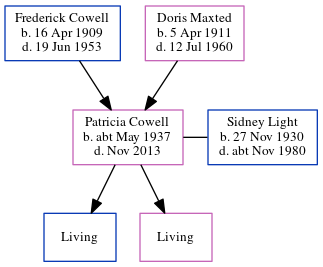 Frederick Cowell
b. 16 Apr 1909
d. 19 Jun 1953
Doris Maxted
b. 5 Apr 1911
d. 12 Jul 1960
Patricia Cowell
b. abt May 1937
d. Nov 2013
Sidney Light
b. 27 Nov 1930
d. abt Nov 1980
Living
Living